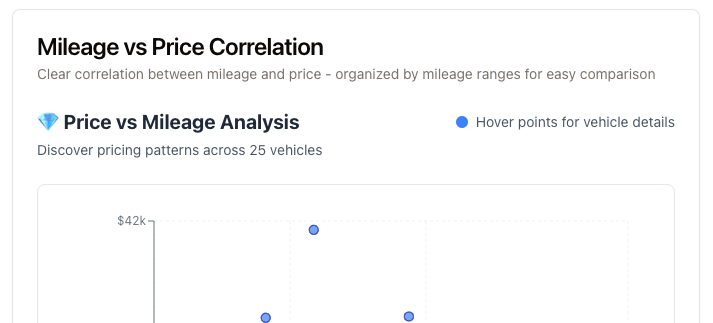 Mileage vs Price Correlation
Clear correlation between mileage and price - organized by mileage ranges for easy comparison
💎 Price vs Mileage Analysis
Hover points for vehicle details
Discover pricing patterns across 25 vehicles
$42k